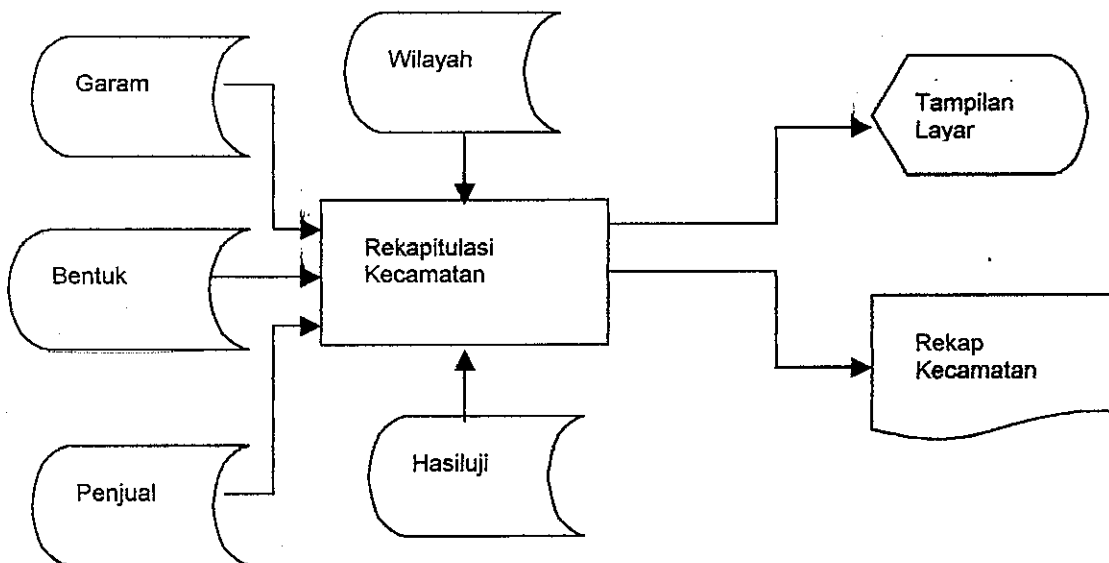 Garam
Wilayah
Tampilan
Layar
Bentuk
Rekapitulasi
Kecamatan
Rekap
Kecamatan
Penjual
Hasiluji